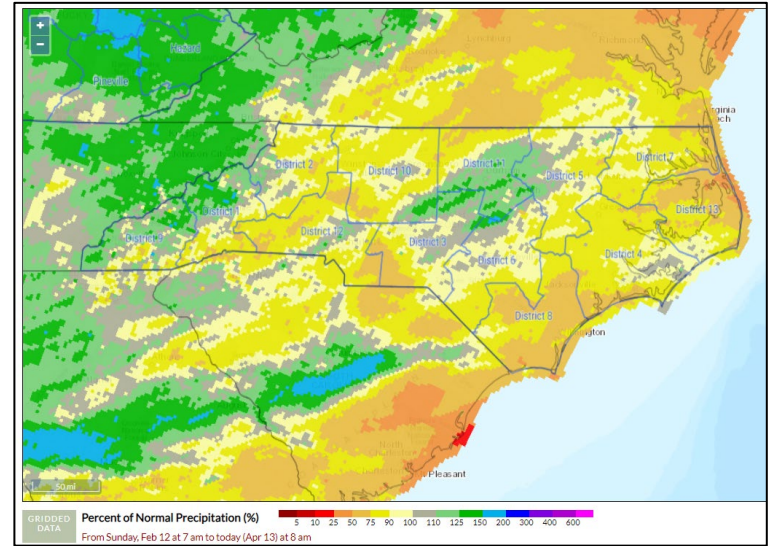 +
Lynchburg
Richmond
−
Hazard
Pineville
Virginia
District 2
District 10
District 11
District 5
District 7
District 1
District 13
District 9
District 12
District 3
District 6
District 4
District 8
Pleasant
50 mi
GRIDDED
DATA
Percent of Normal Precipitation (%)
5 10 25 50 75 90 100 110 125 150 200 300 400 600
From Sunday, Feb 12 at 7 am to today (Apr 13) at 8 am